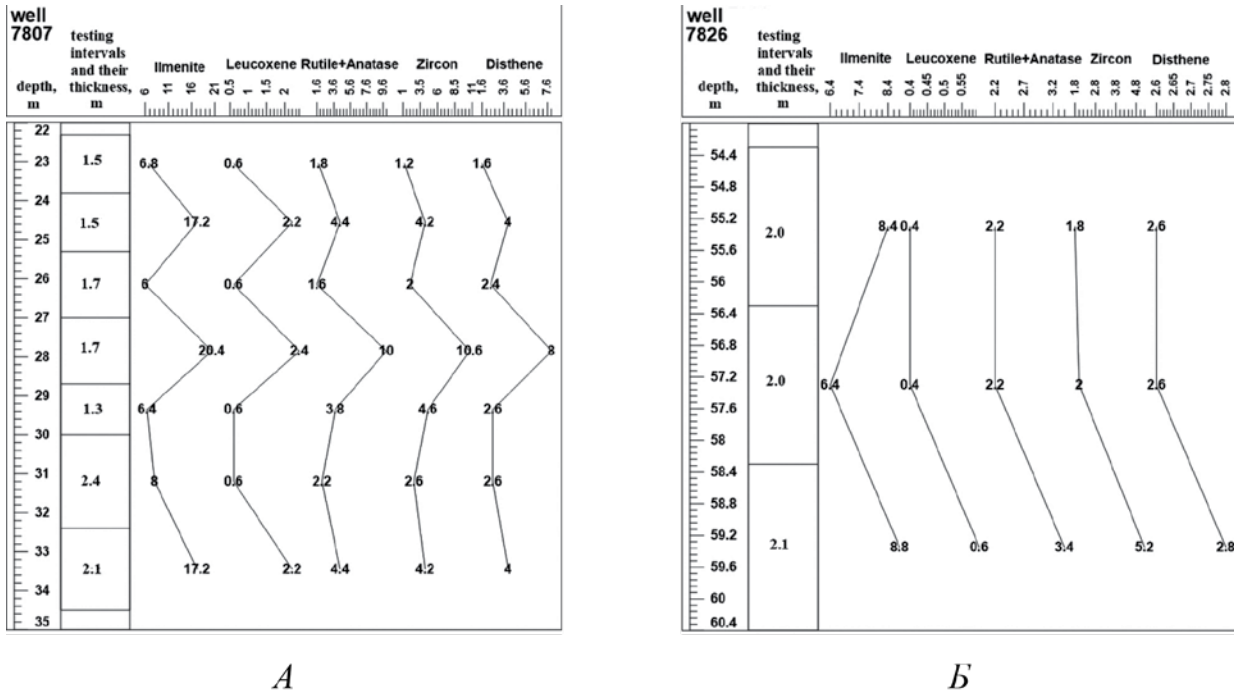 well
7807
testing
intervals
and their
thickness,
m
depth,
m
Ilmenite Leucoxene Rutile+Anatase Zircon Disthene
6 11 16 21 0.5 1 1.5 2 1.6 3.6 5.6 7.6 9.6 1 3.5 6 8.5 11 1.6 3.6 5.6 7.6
22
23 1.5 6.8 0.6 1.8 1.2 1.6
24
1.5 17.2 2.2 4.4 4.2 4
25
26 1.7 6 0.6 1.6 2 2.4
27
28 1.7 20.4 2.4 10 10.6 8
29
1.3 6.4 0.6 3.8 4.6 2.6
30
31 2.4 8 0.6 2.2 2.6 2.6
32
33
2.1 17.2 2.2 4.4 4.2 4
34
35
А
well
7826
testing
intervals
and their
thickness,
m
depth,
m
Ilmenite Leucoxene Rutile+Anatase Zircon Disthene
6.4 7.4 8.4 0.4 0.45 0.5 0.55 2.2 2.7 3.2 1.8 2.8 3.8 4.8 2.6 2.65 2.7 2.75 2.8
54.4
54.8
55.2 8.4 0.4 2.2 1.8 2.6
2.0
55.6
56
56.4
56.8
57.2 2.0 6.4 0.4 2.2 2 2.6
57.6
58
58.4
58.8
59.2 2.1 8.8 0.6 3.4 5.2 2.8
59.6
60
60.4
Б